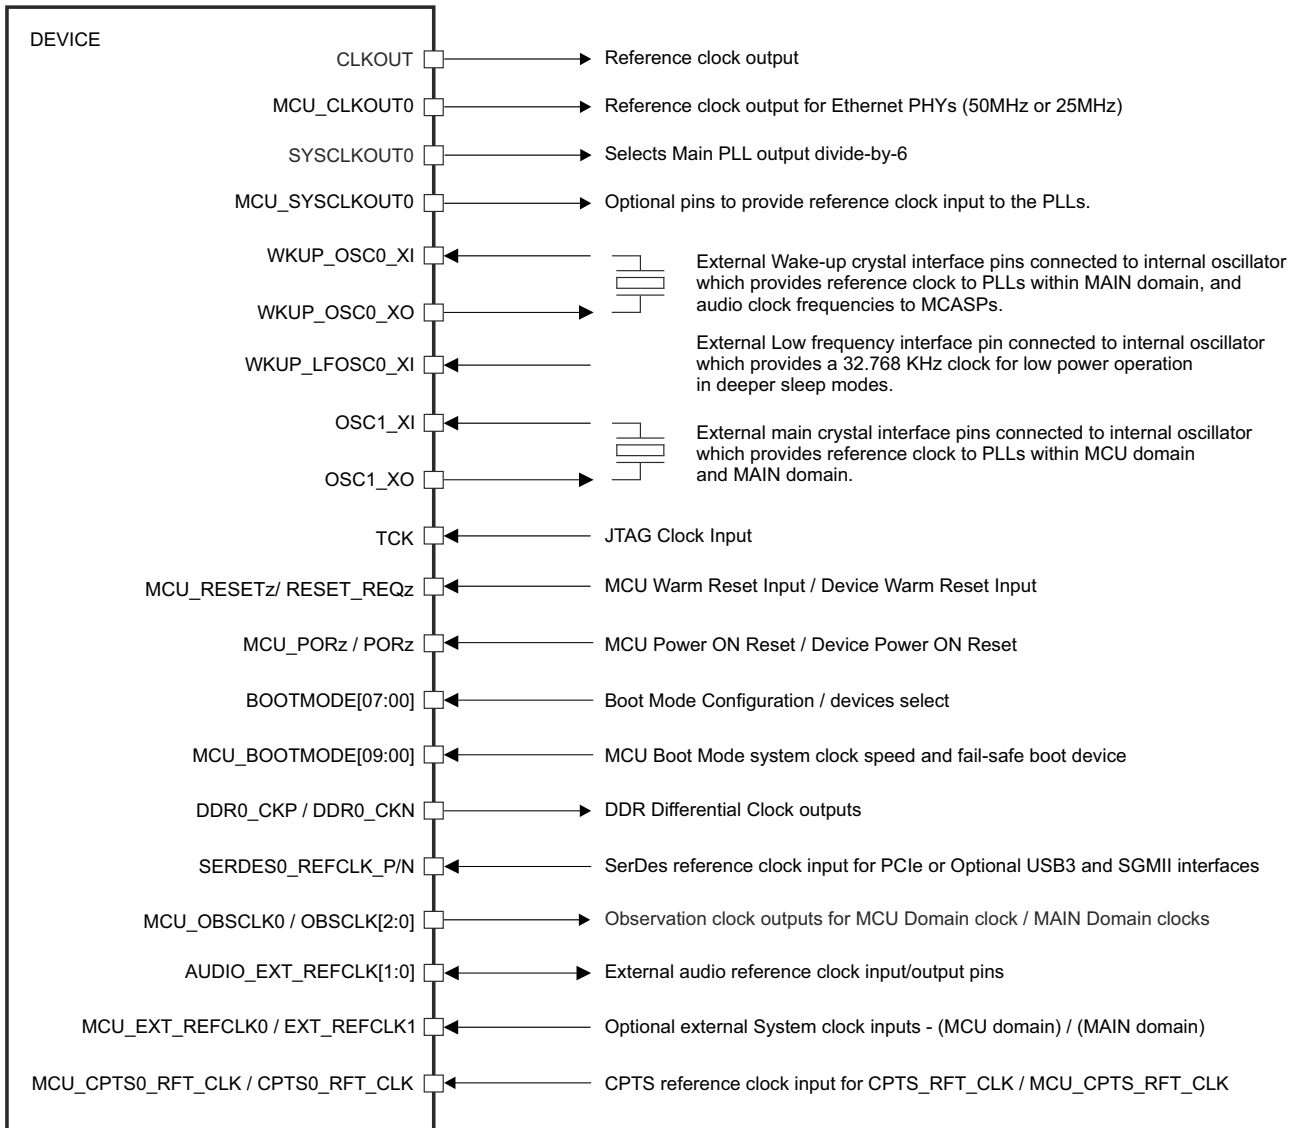 DEVICE
CLKOUT Reference clock output
MCU_CLKOUT0 Reference clock output for Ethernet PHYs (50MHz or 25MHz)
SYSCLKOUT0 Selects Main PLL output divide-by-6
MCU_SYSCLKOUT0 Optional pins to provide reference clock input to the PLLs.
WKUP_OSC0_XI
External Wake-up crystal interface pins connected to internal oscillator
which provides reference clock to PLLs within MAIN domain, and
audio clock frequencies to MCASPs.
WKUP_OSC0_XO
External Low frequency interface pin connected to internal oscillator
WKUP_LFOSC0_XI which provides a 32.768 KHz clock for low power operation
in deeper sleep modes.
OSC1_XI
External main crystal interface pins connected to internal oscillator
which provides reference clock to PLLs within MCU domain
and MAIN domain.
OSC1_XO
TCK JTAG Clock Input
MCU_RESETz/ RESET_REQz MCU Warm Reset Input / Device Warm Reset Input
MCU_PORz / PORz MCU Power ON Reset / Device Power ON Reset
BOOTMODE[07:00] Boot Mode Configuration / devices select
MCU_BOOTMODE[09:00] MCU Boot Mode system clock speed and fail-safe boot device
DDR0_CKP / DDR0_CKN DDR Differential Clock outputs
SERDES0_REFCLK_P/N SerDes reference clock input for PCIe or Optional USB3 and SGMII interfaces
MCU_OBSCLK0 / OBSCLK[2:0] Observation clock outputs for MCU Domain clock / MAIN Domain clocks
AUDIO_EXT_REFCLK[1:0] External audio reference clock input/output pins
MCU_EXT_REFCLK0 / EXT_REFCLK1 Optional external System clock inputs - (MCU domain) / (MAIN domain)
MCU_CPTS0_RFT_CLK / CPTS0_RFT_CLK CPTS reference clock input for CPTS_RFT_CLK / MCU_CPTS_RFT_CLK